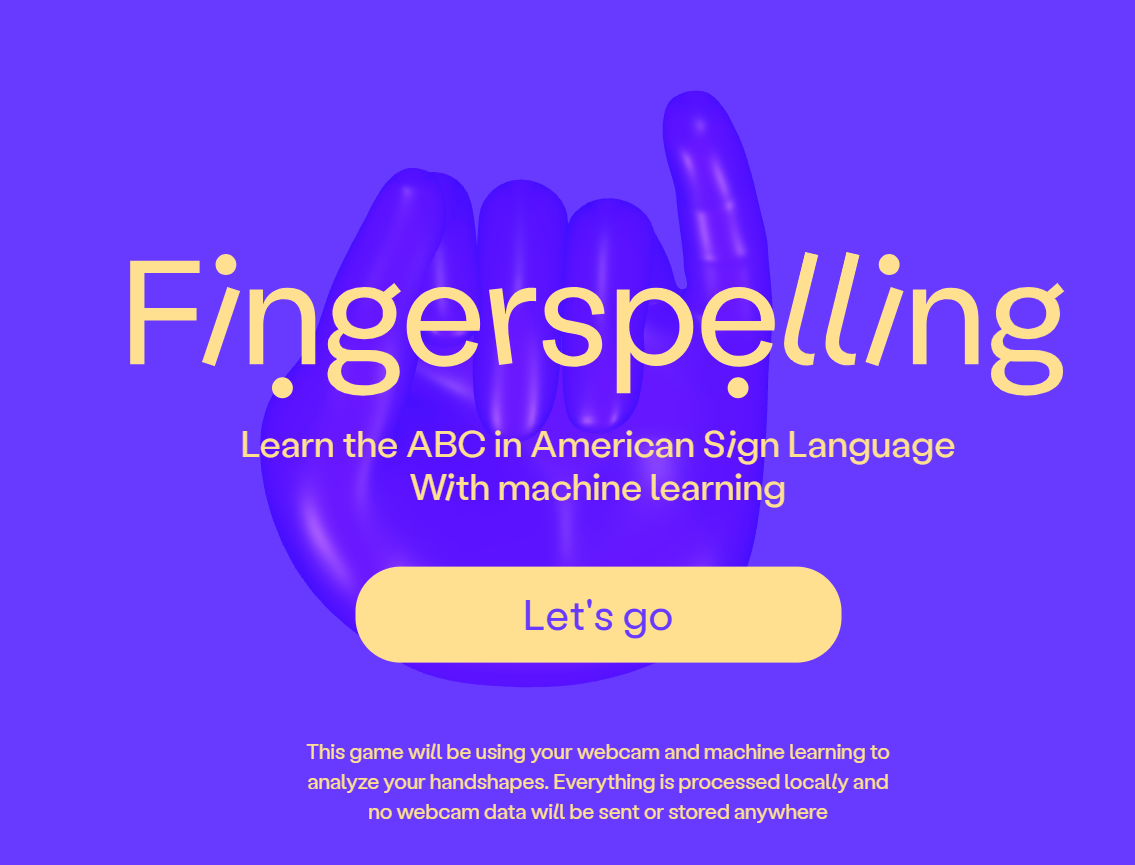 Fingerspelling
Learn the ABC in American Sign Language
With machine learning
Let's go
This game will be using your webcam and machine learning to
analyze your handshapes. Everything is processed locally and
no webcam data will be sent or stored anywhere